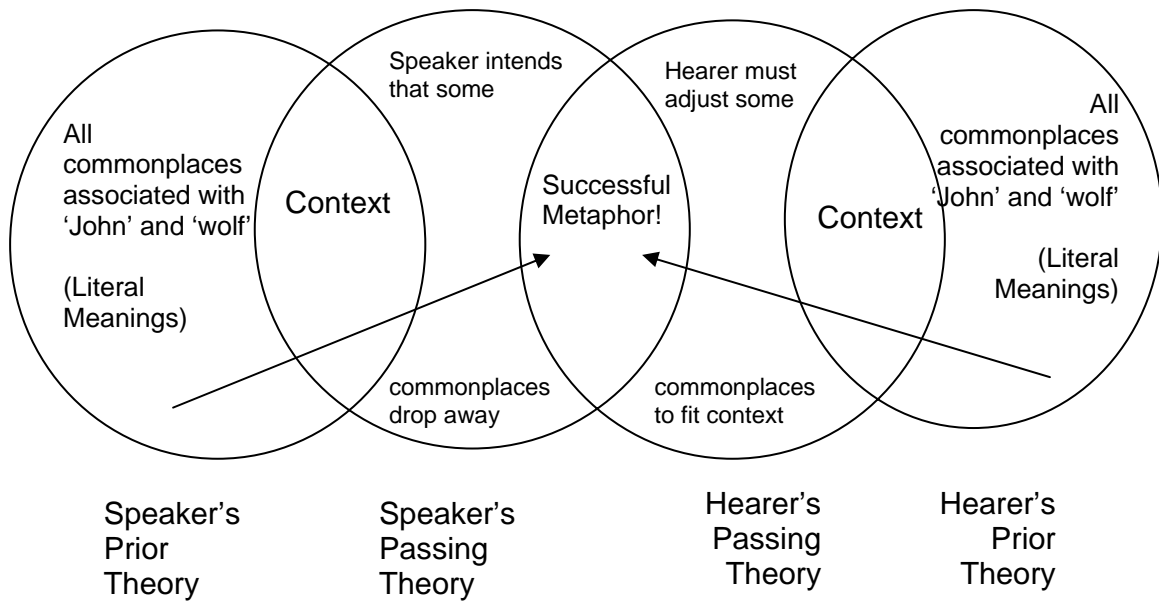 Speaker intends
that some
Hearer must
adjust some
All
commonplaces
associated with
‘John’ and ‘wolf’
(Literal
Meanings)
Context
Successful
Metaphor!
Context
All
commonplaces
associated with
‘John’ and ‘wolf’
(Literal
Meanings)
commonplaces
drop away
commonplaces
to fit context
Speaker’s
Prior
Theory
Speaker’s
Passing
Theory
Hearer’s
Passing
Theory
Hearer’s
Prior
Theory